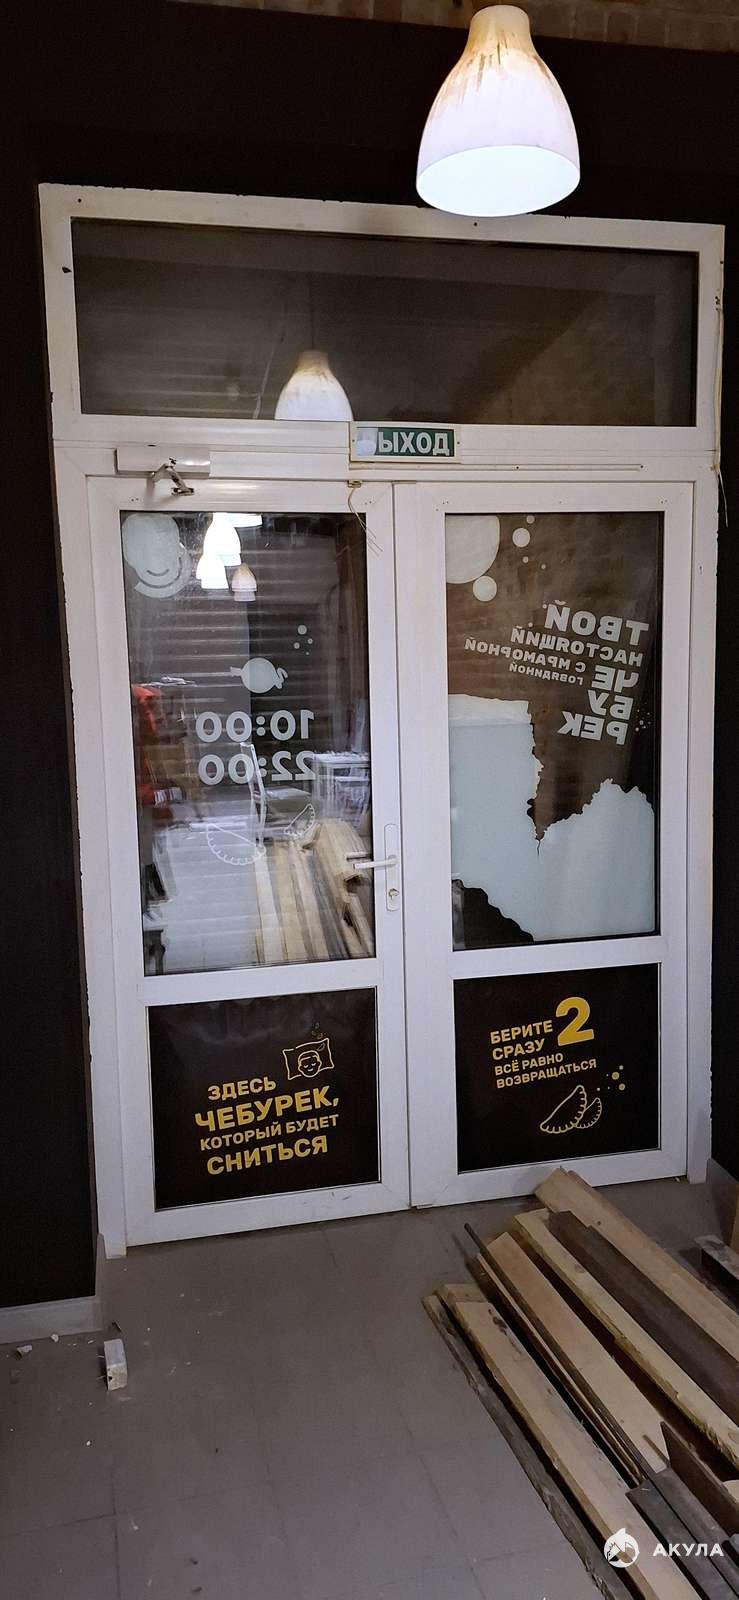 ВЫХОД
10:00
22:00
ТВОЙ
НАСТОЯЩИЙ
С МРАМОРНОЙ
ГОВЯДИНОЙ
ЧЕ
БУ
РЕК
ЗДЕСЬ
ЧЕБУРЕК,
КОТОРЫЙ БУДЕТ
СНИТЬСЯ
БЕРИТЕ 2
СРАЗУ
ВСЁ РАВНО
ВОЗВРАЩАТЬСЯ
АКУЛА